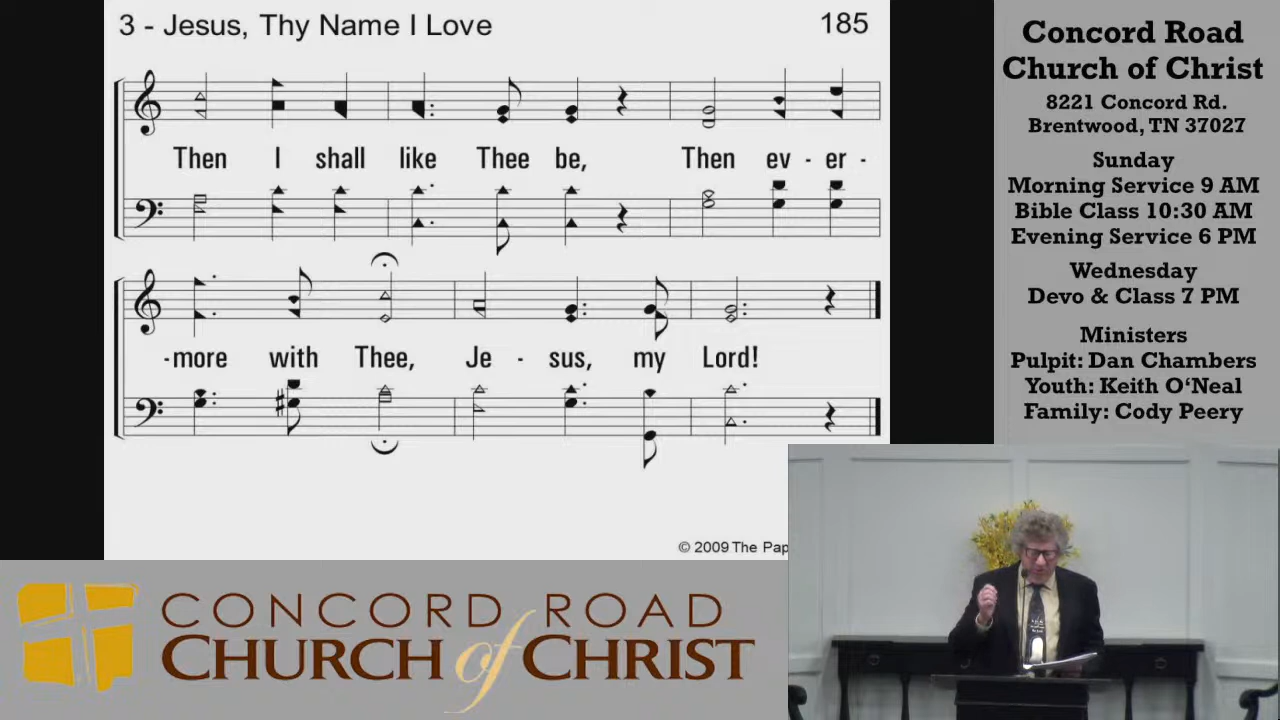 3 - Jesus, Thy Name I Love
185
Then I shall like Thee be, Then ev - er -
-more with Thee, Je - sus, my Lord!
© 2009 The Pap
CONCORD ROAD
CHURCH of CHRIST
Concord Road
Church of Christ
8221 Concord Rd.
Brentwood, TN 37027
Sunday
Morning Service 9 AM
Bible Class 10:30 AM
Evening Service 6 PM
Wednesday
Devo & Class 7 PM
Ministers
Pulpit: Dan Chambers
Youth: Keith O‘Neal
Family: Cody Peery